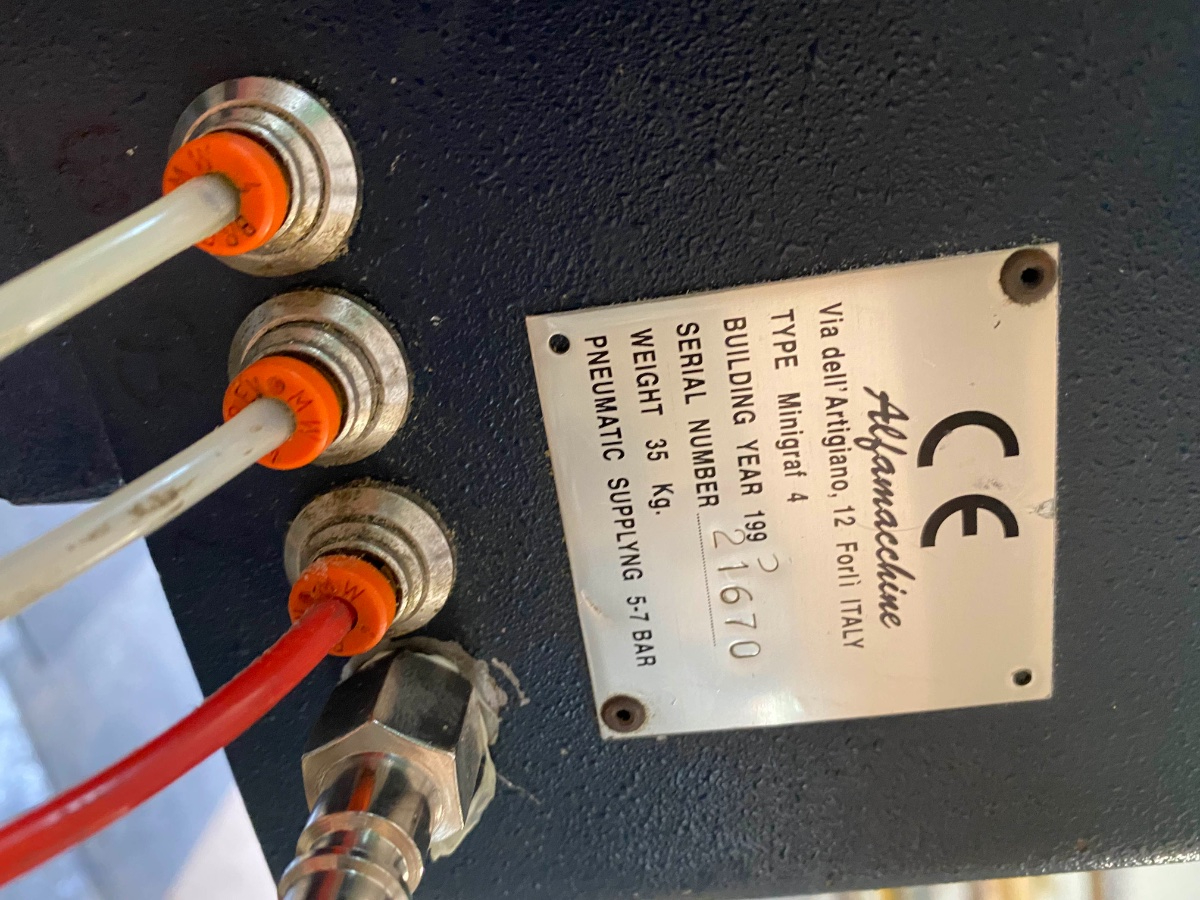 CE
Alfamacchine
Via dell'Artigiano, 12 Forlì ITALY
TYPE Minigraf 4
BUILDING YEAR 199
SERIAL NUMBER 21670
WEIGHT 35 Kg.
PNEUMATIC SUPPLYNG 5-7 BAR